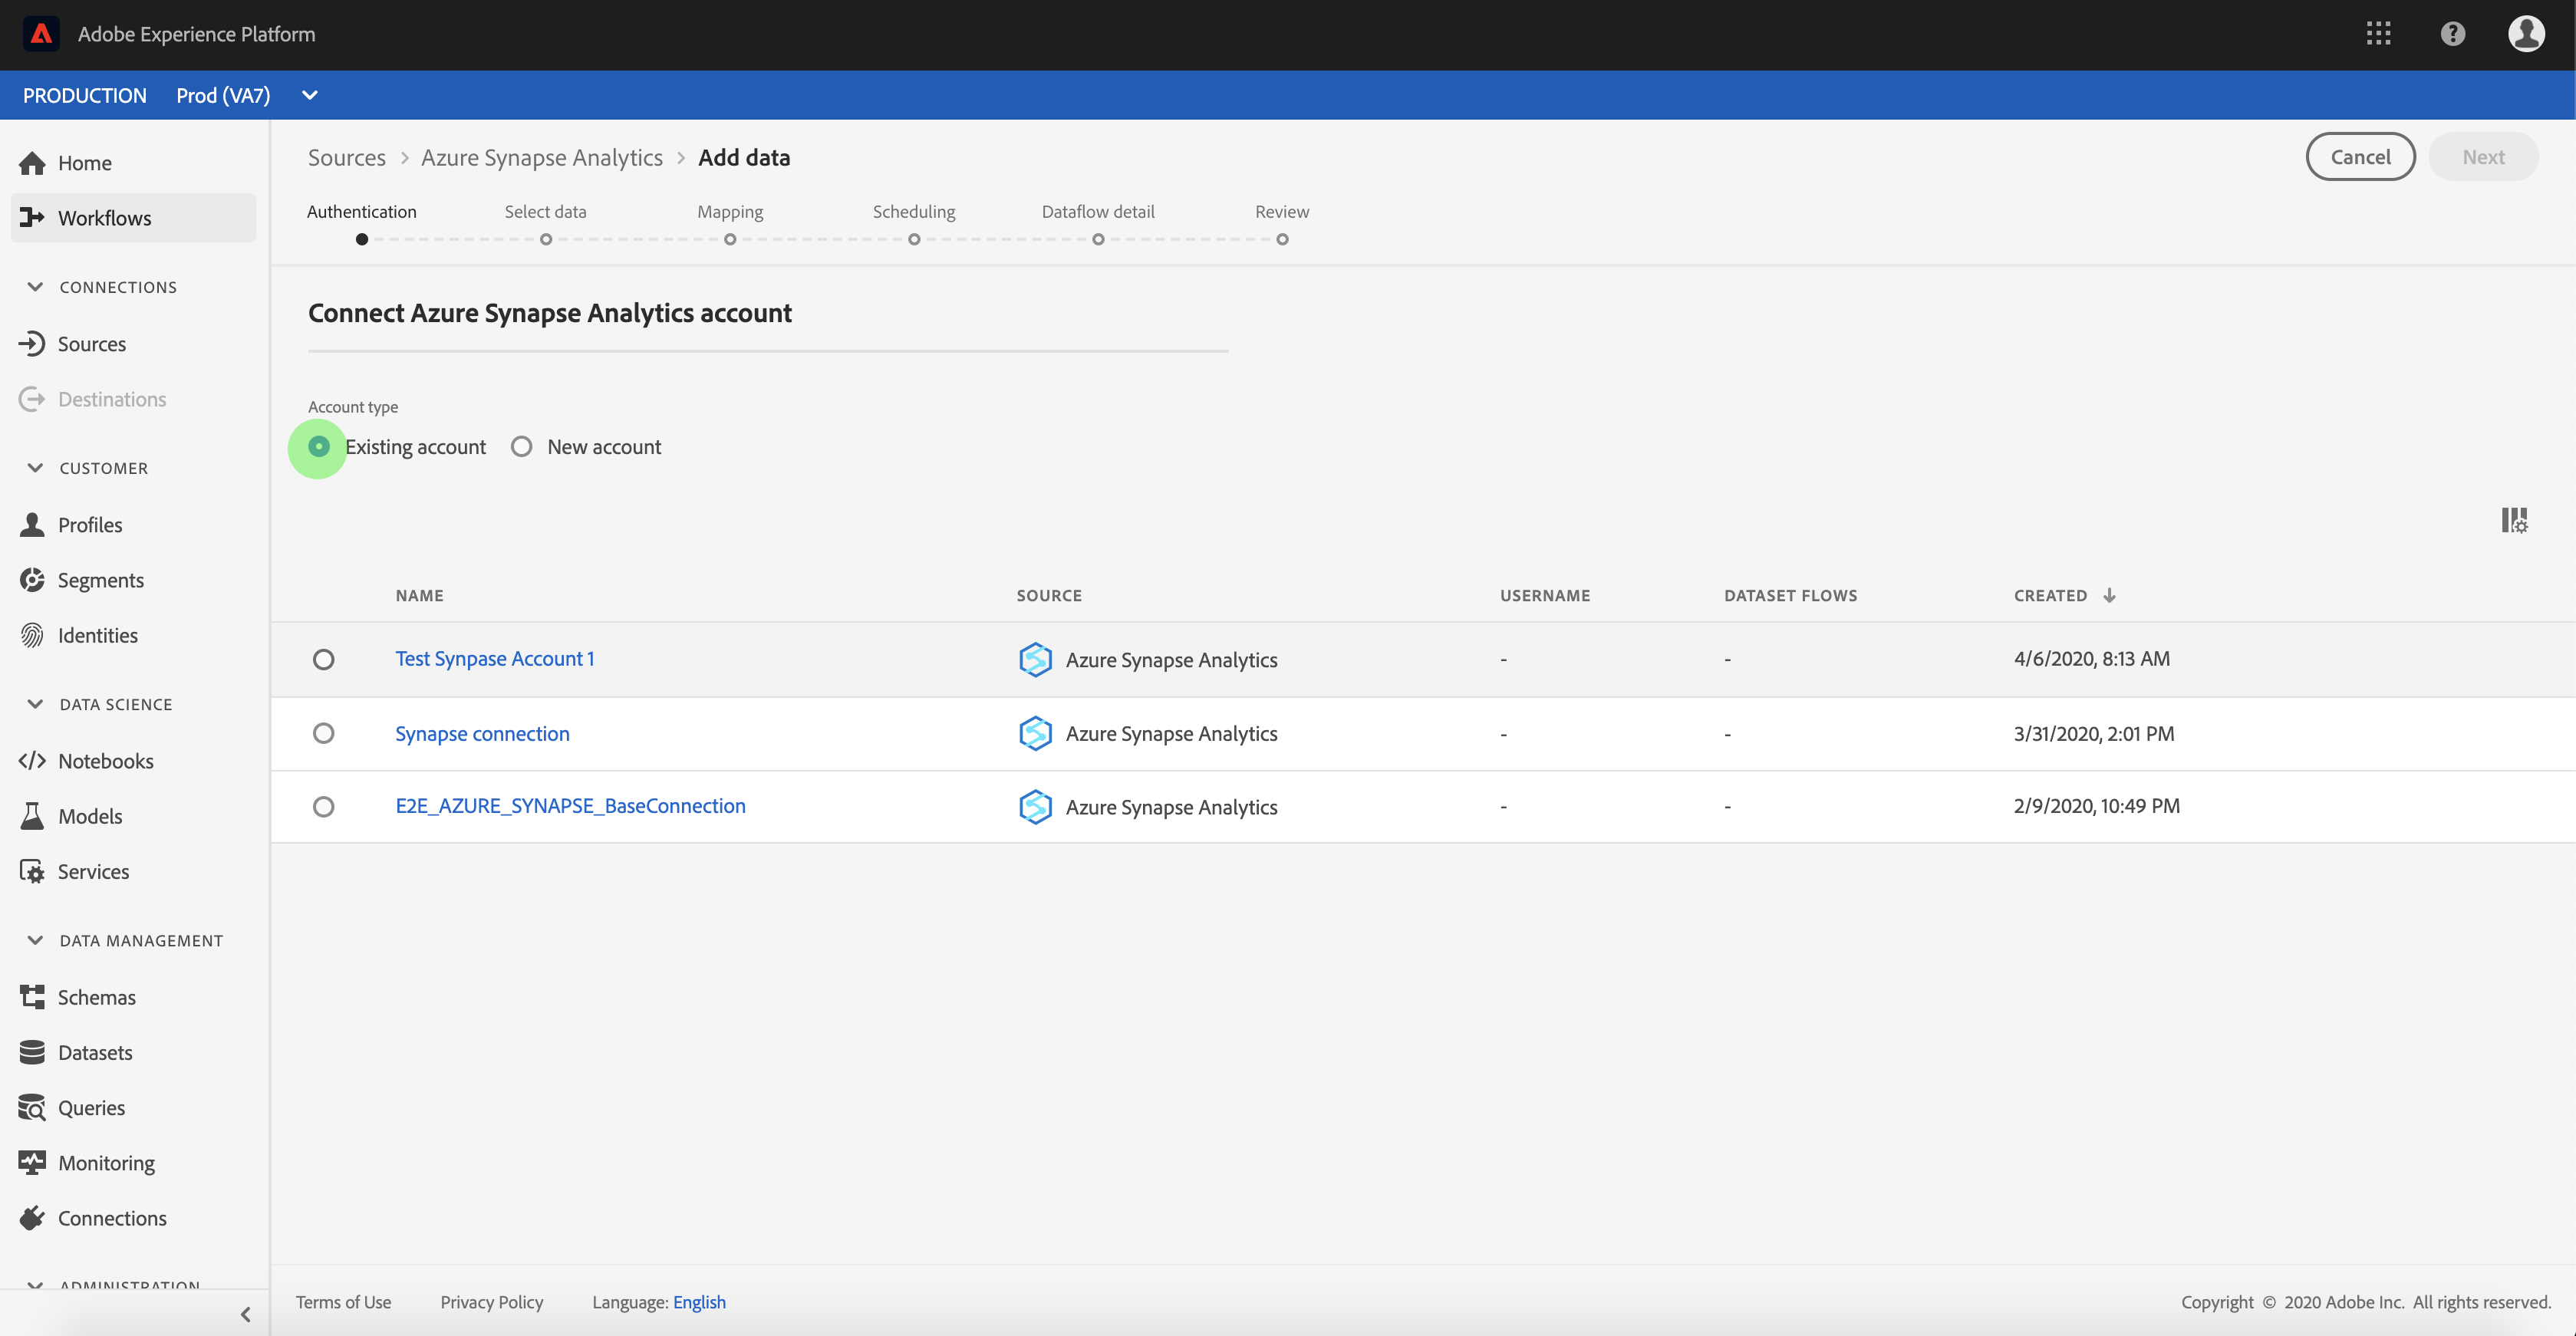 Adobe Experience Platform
PRODUCTION Prod (VA7)
Home
Workflows
CONNECTIONS
Sources
Destinations
CUSTOMER
Profiles
Segments
Identities
DATA SCIENCE
Notebooks
Models
Services
DATA MANAGEMENT
Schemas
Datasets
Queries
Monitoring
Connections
ADMINISTRATION
Sources > Azure Synapse Analytics > Add data
Cancel Next
Authentication Select data Mapping Scheduling Dataflow detail Review
Connect Azure Synapse Analytics account
Account type
Existing account New account
NAME SOURCE USERNAME DATASET FLOWS CREATED
Test Synpase Account 1 Azure Synapse Analytics - - 4/6/2020, 8:13 AM
Synapse connection Azure Synapse Analytics - - 3/31/2020, 2:01 PM
E2E_AZURE_SYNAPSE_BaseConnection Azure Synapse Analytics - - 2/9/2020, 10:49 PM
Terms of Use Privacy Policy Language: English Copyright © 2020 Adobe Inc. All rights reserved.